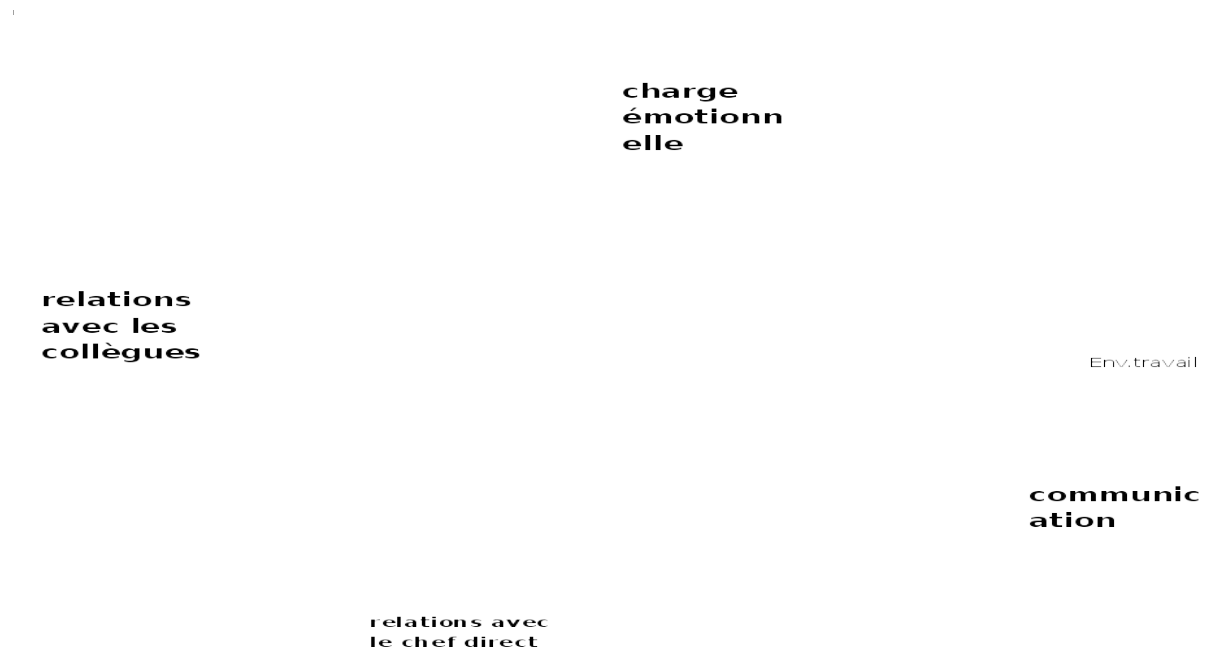 charge
émotionn
elle
relations
avec les
collègues
Env.travail
communic
ation
relations avec
le chef direct